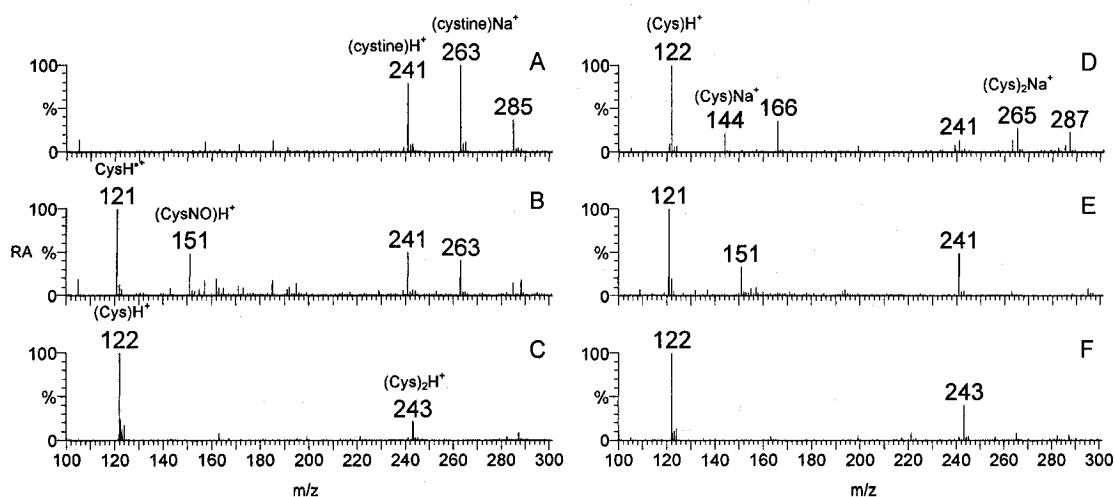 (cystine)Na⁺
(cystine)H⁺
263
A
241
285
100
%
0
CysH•⁺
121
(CysNO)H⁺
151
B
241
263
100
RA %
0
(Cys)H⁺
122
C
(Cys)₂H⁺
243
100
%
0
100 120 140 160 180 200 220 240 260 280 300
m/z
(Cys)H⁺
122
D
(Cys)Na⁺
144
166
(Cys)₂Na⁺
241
265
287
100
%
0
121
E
151
241
100
%
0
122
F
243
100
%
0
100 120 140 160 180 200 220 240 260 280 300
m/z